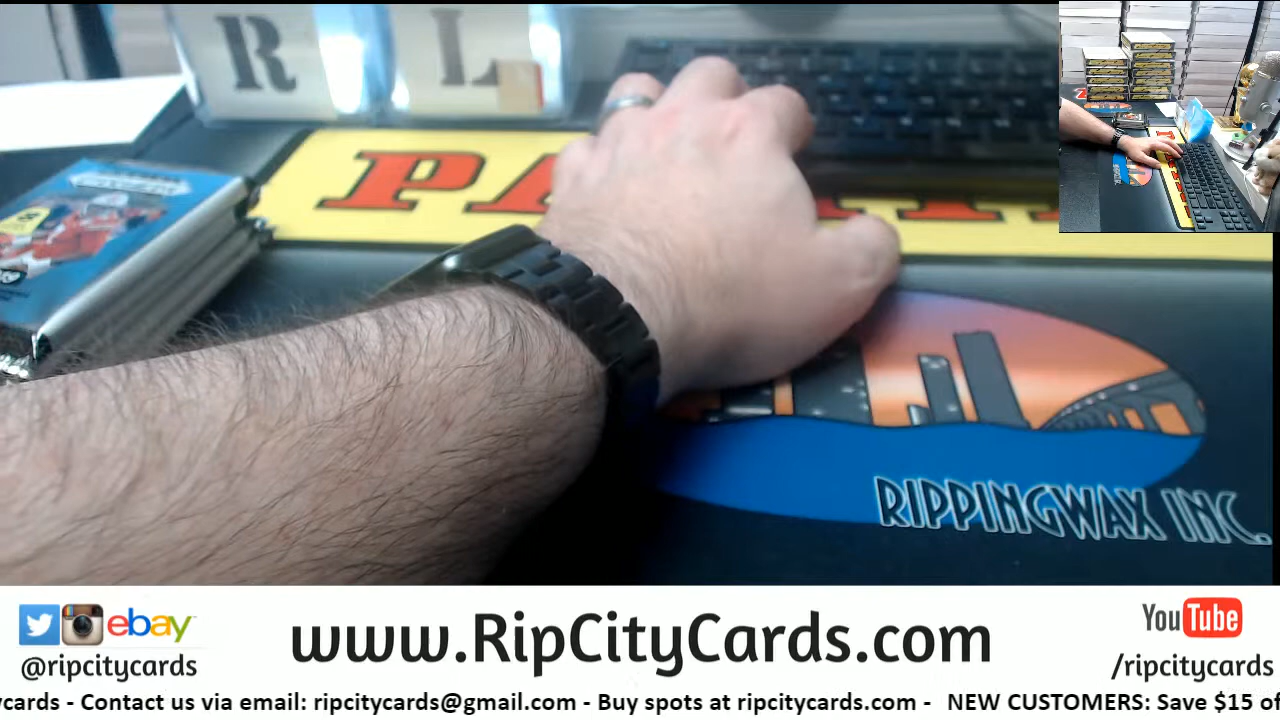 R L
PA
RIPPINGWAX INC.
ebay
@ripcitycards
www.RipCityCards.com
YouTube
/ripcitycards
ycards - Contact us via email: ripcitycards@gmail.com - Buy spots at ripcitycards.com - NEW CUSTOMERS: Save $15 of